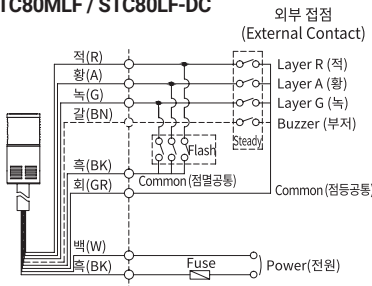 TC80MLF / STC80LF-DC
외부 접점
(External Contact)
적(R)
황(A)
녹(G)
갈(BN)
Layer R (적)
Layer A (황)
Layer G (녹)
Buzzer (부저)
Steady
Flash
흑(BK)
Common (점멸공통)
회(GR)
Common (점등공통)
백(W)
흑(BK)
Fuse
Power(전원)